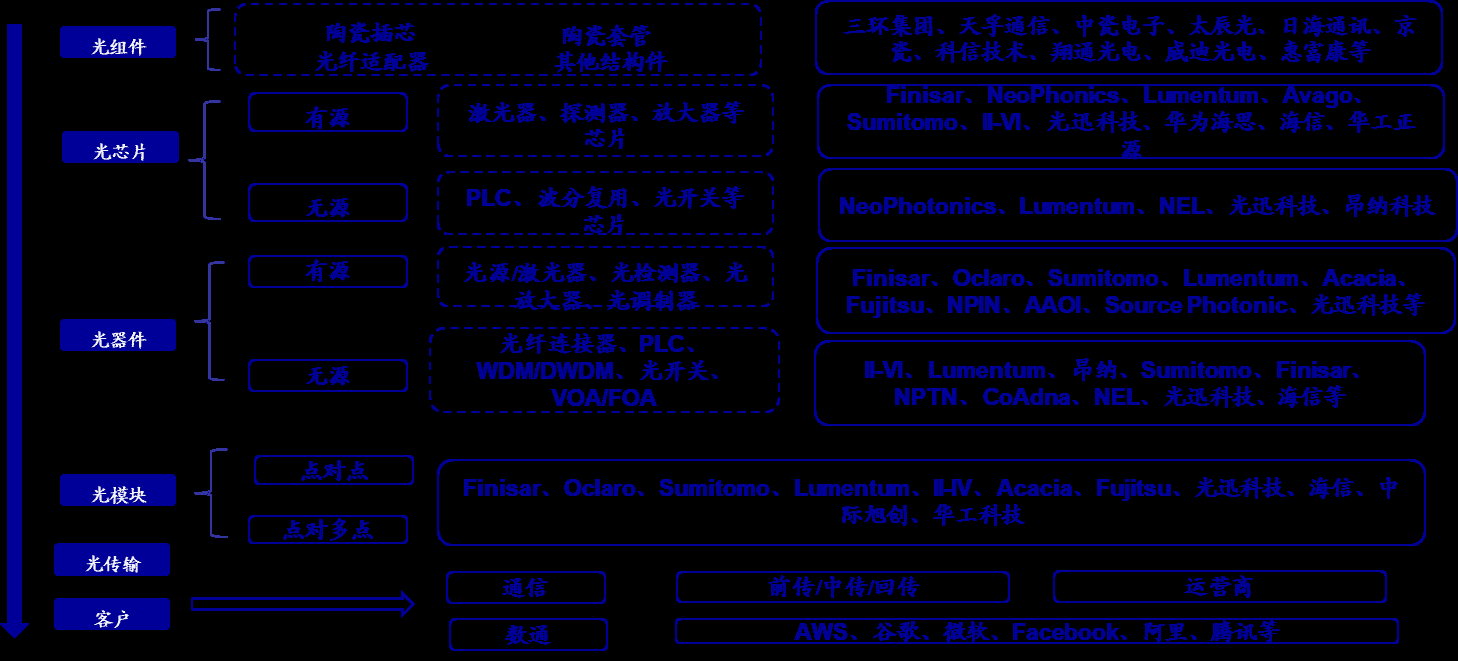 光组件
陶瓷插芯
陶瓷套管
光纤适配器
其他结构件
三环集团、天孚通信、中瓷电子、太辰光、日海通讯、京
瓷、科信技术、翔通光电、威迪光电、惠富康等
光芯片
有源
激光器、探测器、放大器等
芯片
Finisar、NeoPhonics、Lumentum、Avago、
Sumitomo、II-VI、光迅科技、华为海思、海信、华工正
源
无源
PLC、波分复用、光开关等
芯片
NeoPhotonics、Lumentum、NEL、光迅科技、昂纳科技
光器件
有源
光源/激光器、光检测器、光
放大器、光调制器
Finisar、Oclaro、Sumitomo、Lumentum、Acacia、
Fujitsu、NPIN、AAOI、Source Photonic、光迅科技等
无源
光纤连接器、PLC、
WDM/DWDM、光开关、
VOA/FOA
II-VI、Lumentum、昂纳、Sumitomo、Finisar、
NPTN、CoAdna、NEL、光迅科技、海信等
光模块
点对点
点对多点
Finisar、Oclaro、Sumitomo、Lumentum、II-IV、Acacia、Fujitsu、光迅科技、海信、中
际旭创、华工科技
光传输
客户
通信
前传/中传/回传
运营商
数通
AWS、谷歌、微软、Facebook、阿里、腾讯等